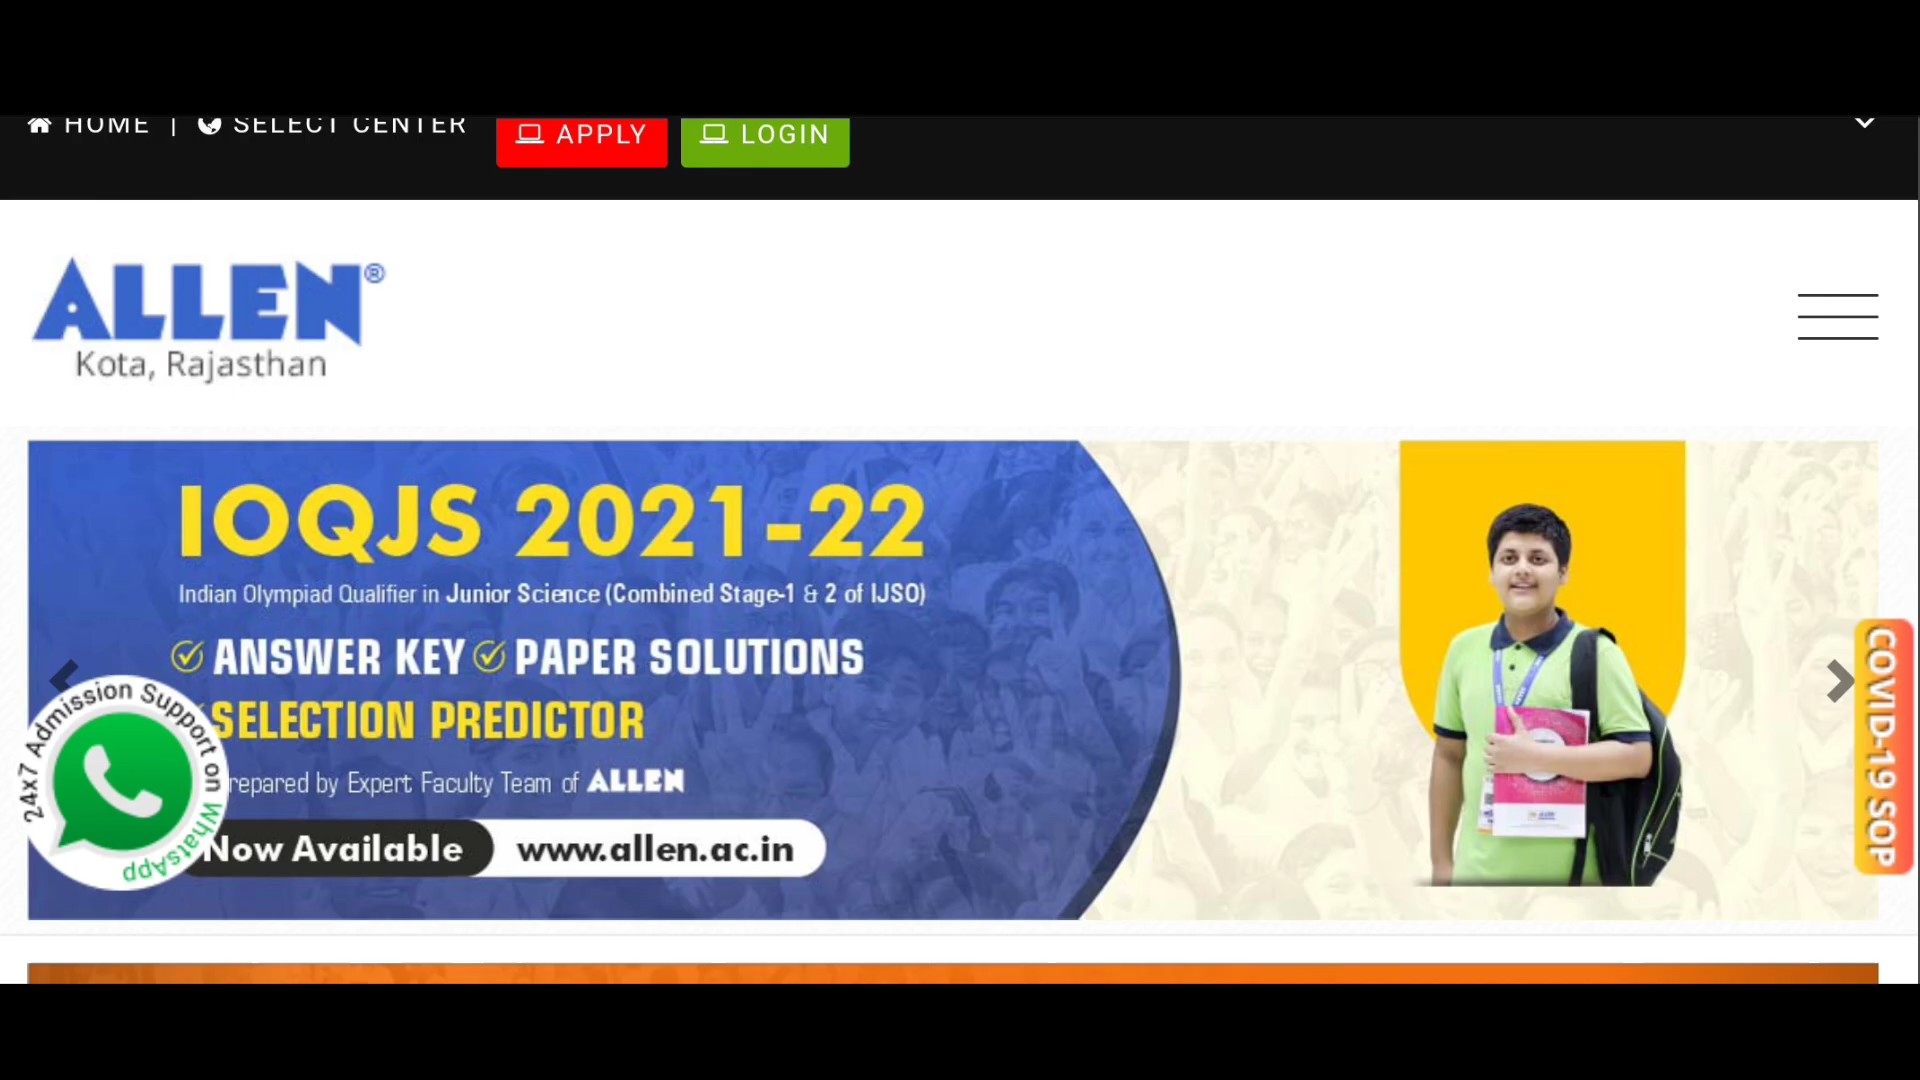 HOME | SELECT CENTER APPLY LOGIN
ALLEN®
Kota, Rajasthan
IOQJS 2021-22
Indian Olympiad Qualifier in Junior Science (Combined Stage-1 & 2 of IJSO)
ANSWER KEY PAPER SOLUTIONS
SELECTION PREDICTOR
repared by Expert Faculty Team of ALLEN
Now Available www.allen.ac.in
24x7 Admission Support on WhatsApp
COVID-19 SOP